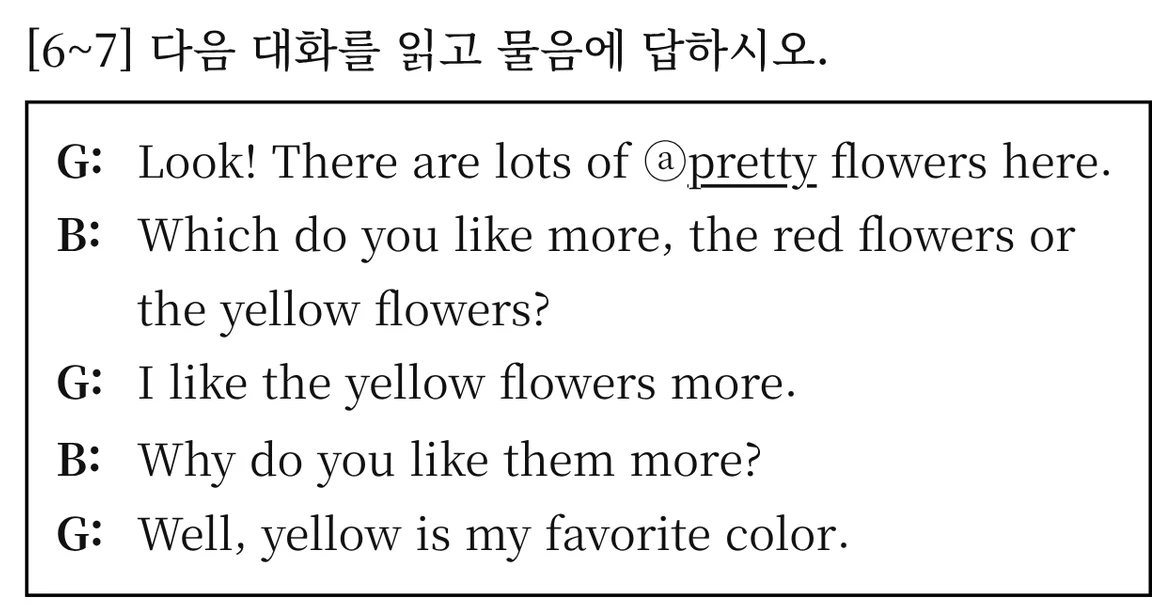 [6~7] 다음 대화를 읽고 물음에 답하시오.
G: Look! There are lots of ⓐpretty flowers here.
B: Which do you like more, the red flowers or
the yellow flowers?
G: I like the yellow flowers more.
B: Why do you like them more?
G: Well, yellow is my favorite color.